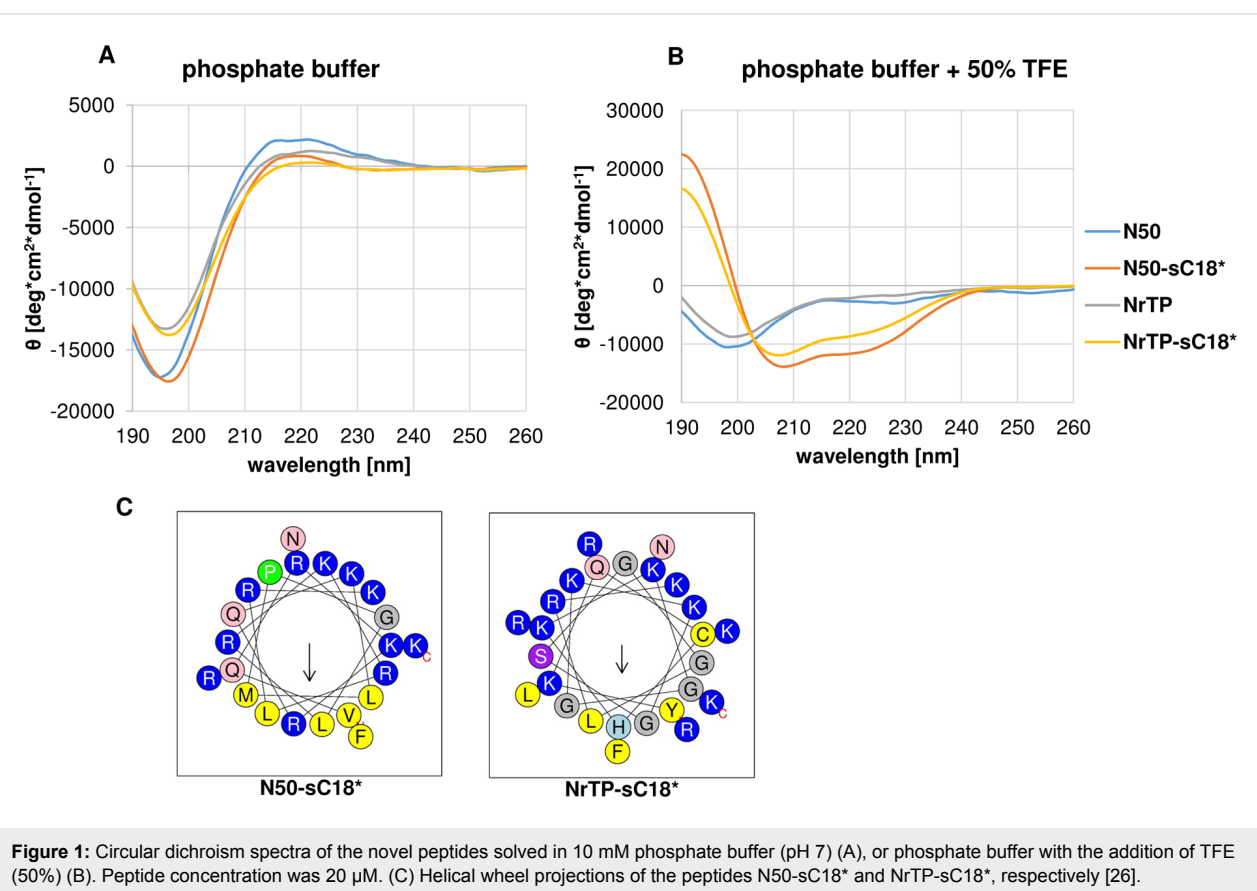 A
phosphate buffer
5000
0
-5000
-10000
-15000
-20000
θ [deg*cm²*dmol⁻¹]
190 200 210 220 230 240 250 260
wavelength [nm]
B
phosphate buffer + 50% TFE
30000
20000
10000
0
-10000
-20000
θ [deg*cm²*dmol⁻¹]
190 200 210 220 230 240 250 260
wavelength [nm]
N50
N50-sC18*
NrTP
NrTP-sC18*
C
N
P R K K
R K
Q G
R K K
C
R Q R
M L
L R L V
F
N50-sC18*
R N
Q G K
K K
R K
R K C K
S G
L K G K
C
G Y
L H G R
F
NrTP-sC18*
Figure 1: Circular dichroism spectra of the novel peptides solved in 10 mM phosphate buffer (pH 7) (A), or phosphate buffer with the addition of TFE
(50%) (B). Peptide concentration was 20 µM. (C) Helical wheel projections of the peptides N50-sC18* and NrTP-sC18*, respectively [26].